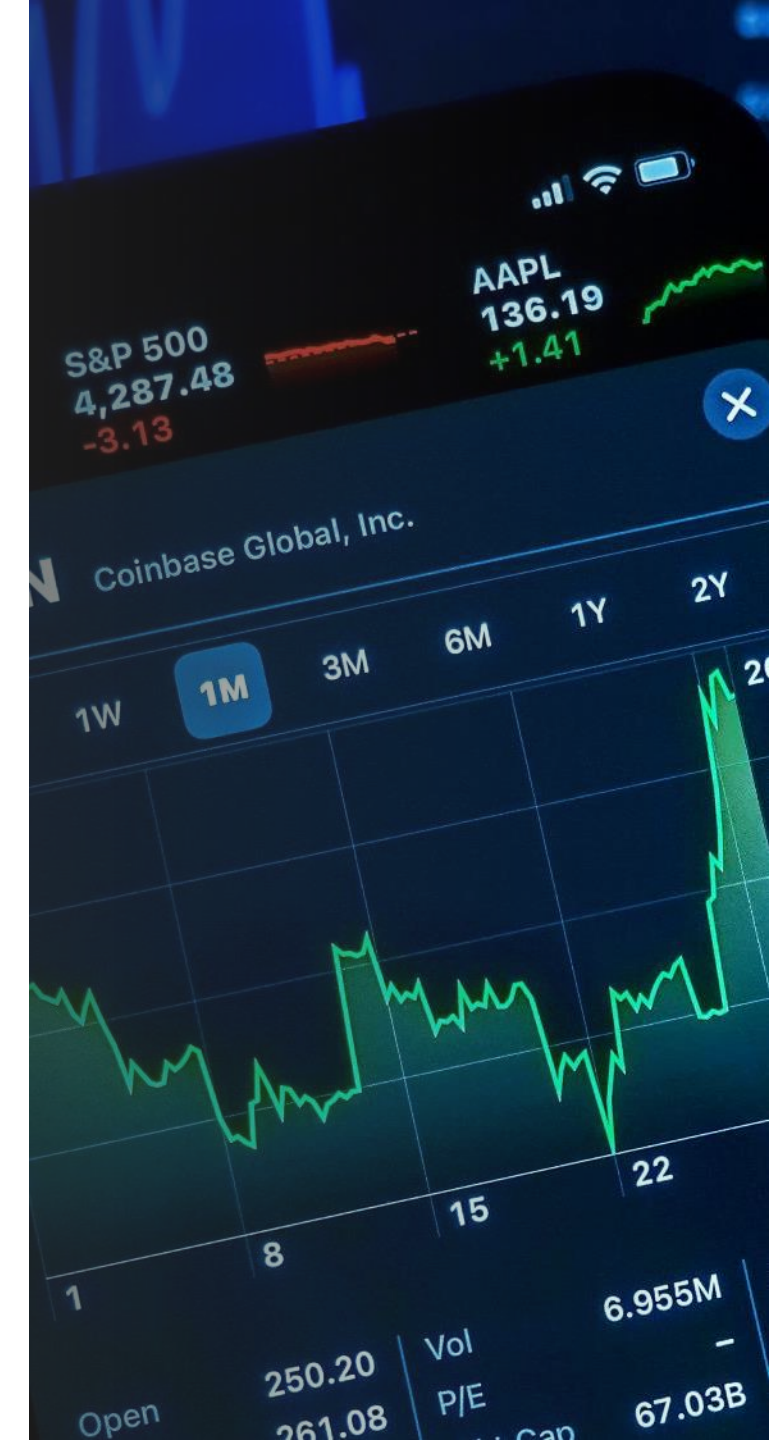 S&P 500
4,287.48
-3.13
AAPL
136.19
+1.41
N Coinbase Global, Inc.
1W 1M 3M 6M 1Y 2Y
1 8 15 22
Open 250.20
261.08
Vol 6.955M
P/E –
Cap 67.03B